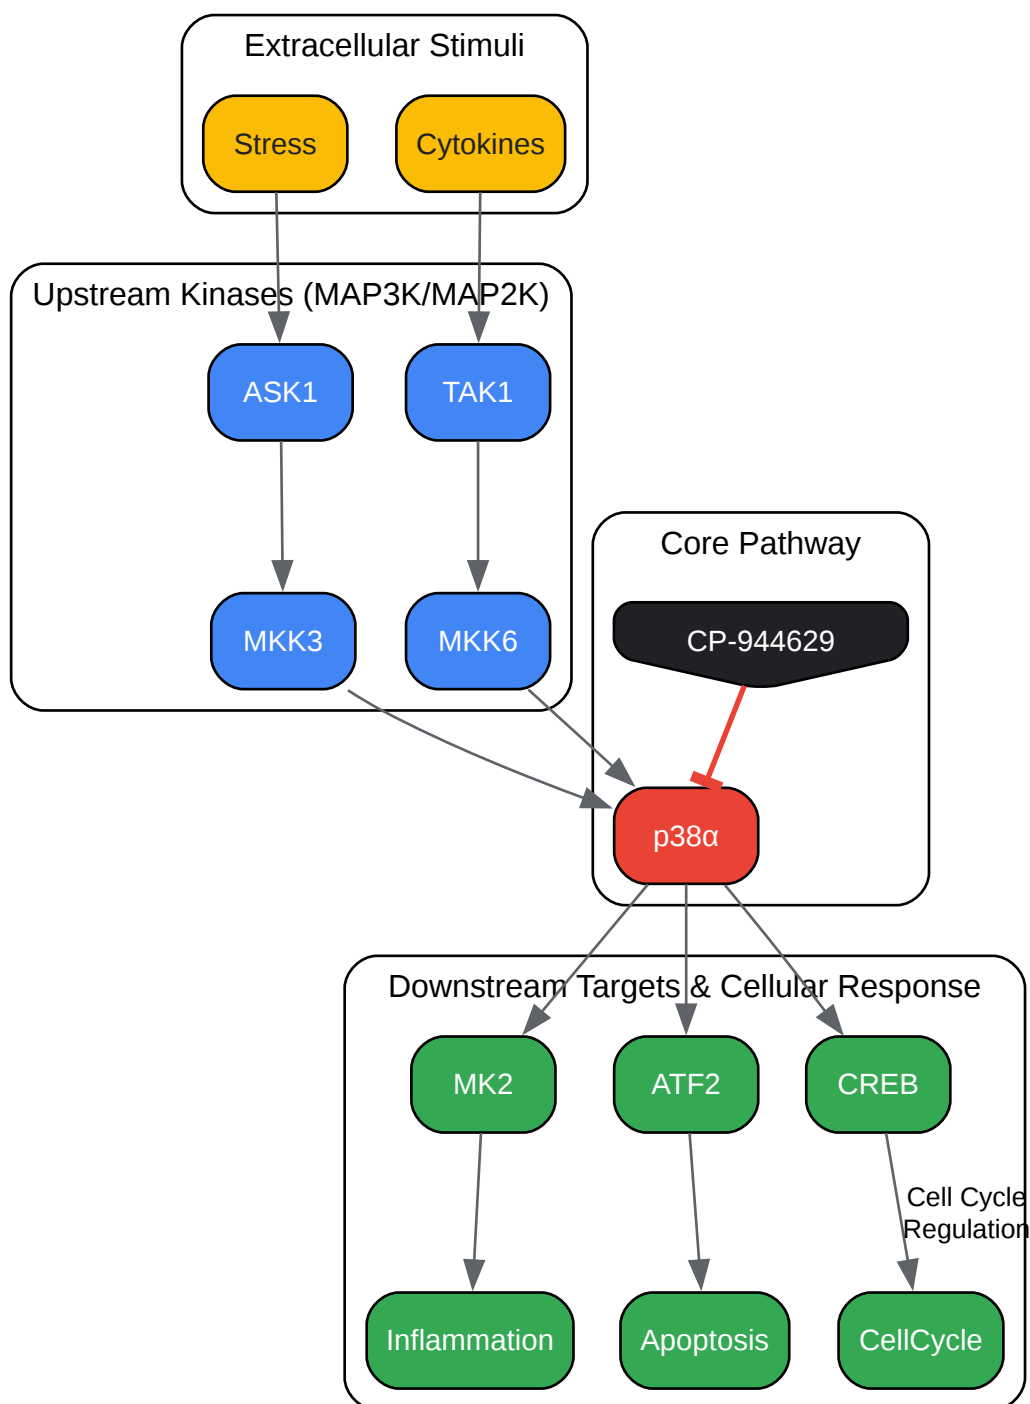 Extracellular Stimuli
Stress
Cytokines
Upstream Kinases (MAP3K/MAP2K)
ASK1
TAK1
MKK3
MKK6
Core Pathway
CP-944629
p38α
Downstream Targets & Cellular Response
MK2
ATF2
CREB
Cell Cycle
Regulation
Inflammation
Apoptosis
CellCycle